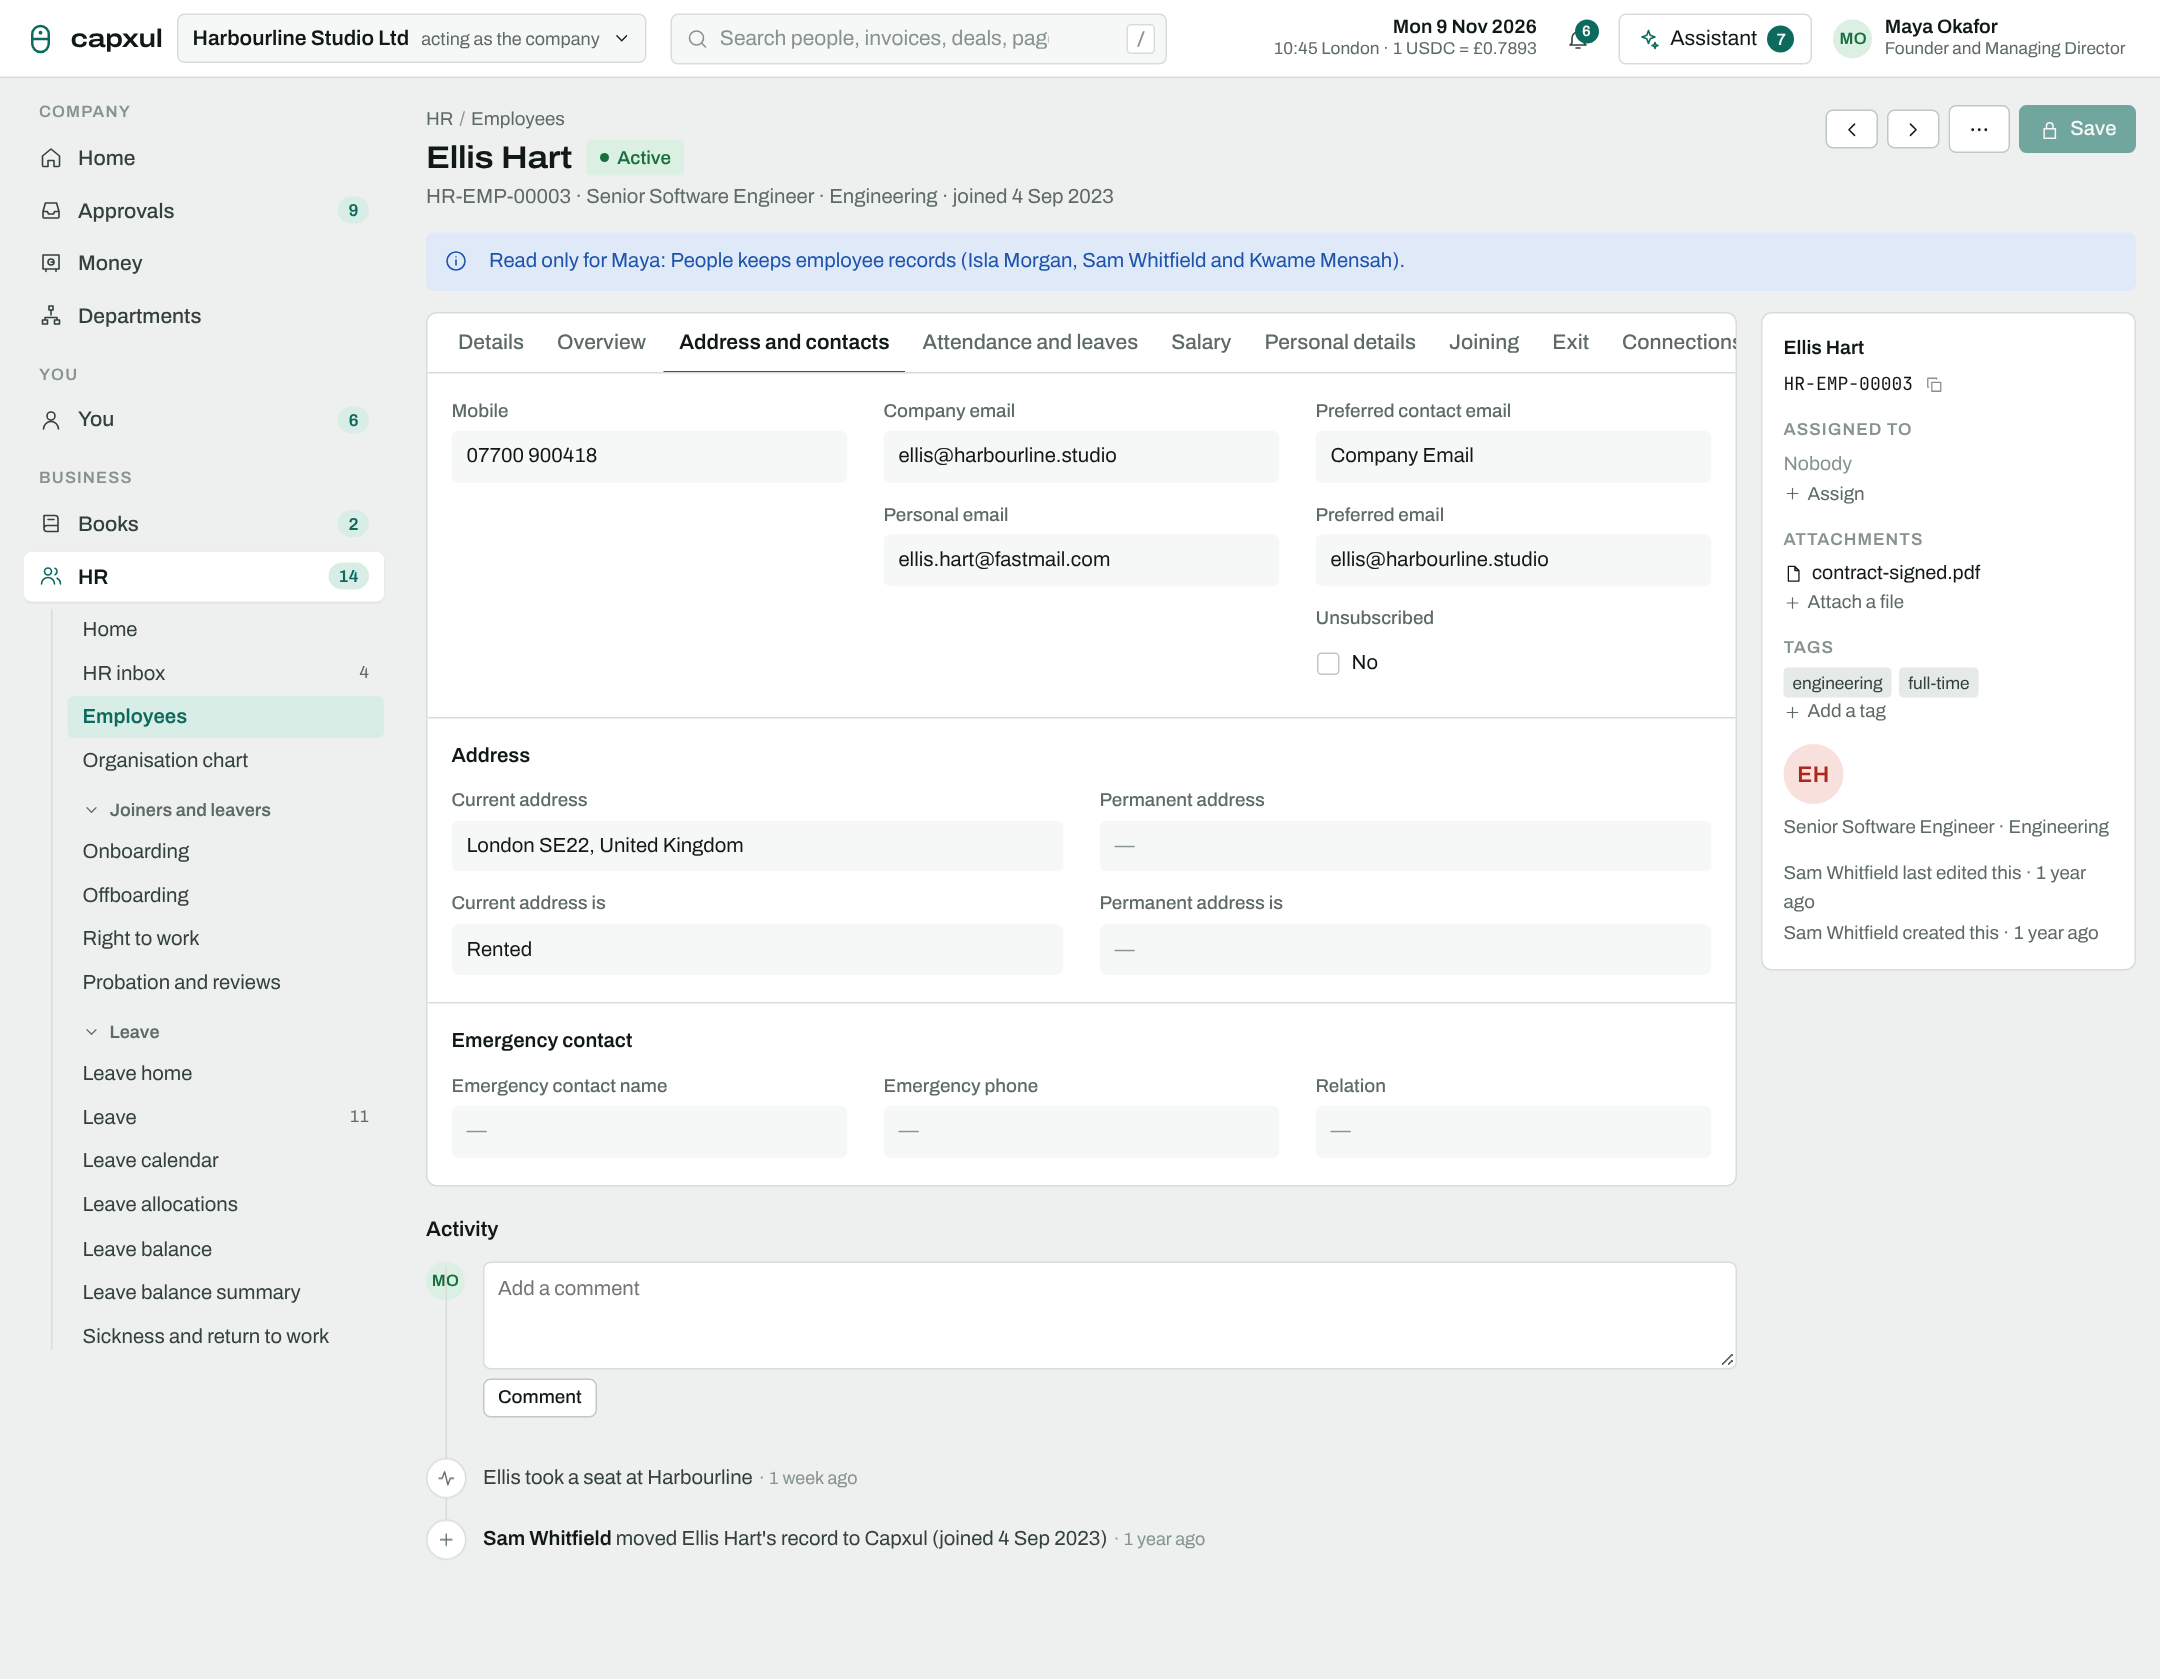 capxul
Harbourline Studio Ltd acting as the company
Search people, invoices, deals, pag
/
Mon 9 Nov 2026
10:45 London · 1 USDC = £0.7893
6
Assistant 7
MO
Maya Okafor
Founder and Managing Director
COMPANY
Home
Approvals 9
Money
Departments
YOU
You 6
BUSINESS
Books 2
HR 14
Home
HR inbox 4
Employees
Organisation chart
Joiners and leavers
Onboarding
Offboarding
Right to work
Probation and reviews
Leave
Leave home
Leave 11
Leave calendar
Leave allocations
Leave balance
Leave balance summary
Sickness and return to work
HR / Employees
Ellis Hart Active
HR-EMP-00003 · Senior Software Engineer · Engineering · joined 4 Sep 2023
... Save
Read only for Maya: People keeps employee records (Isla Morgan, Sam Whitfield and Kwame Mensah).
Details Overview Address and contacts Attendance and leaves Salary Personal details Joining Exit Connections
Mobile Company email Preferred contact email
07700 900418 ellis@harbourline.studio Company Email
Personal email Preferred email
ellis.hart@fastmail.com ellis@harbourline.studio
Unsubscribed
No
Address
Current address Permanent address
London SE22, United Kingdom —
Current address is Permanent address is
Rented —
Emergency contact
Emergency contact name Emergency phone Relation
— — —
Activity
MO
Add a comment
Comment
Ellis took a seat at Harbourline · 1 week ago
Sam Whitfield moved Ellis Hart's record to Capxul (joined 4 Sep 2023) · 1 year ago
Ellis Hart
HR-EMP-00003
ASSIGNED TO
Nobody
+ Assign
ATTACHMENTS
contract-signed.pdf
+ Attach a file
TAGS
engineering full-time
+ Add a tag
EH
Senior Software Engineer · Engineering
Sam Whitfield last edited this · 1 year
ago
Sam Whitfield created this · 1 year ago